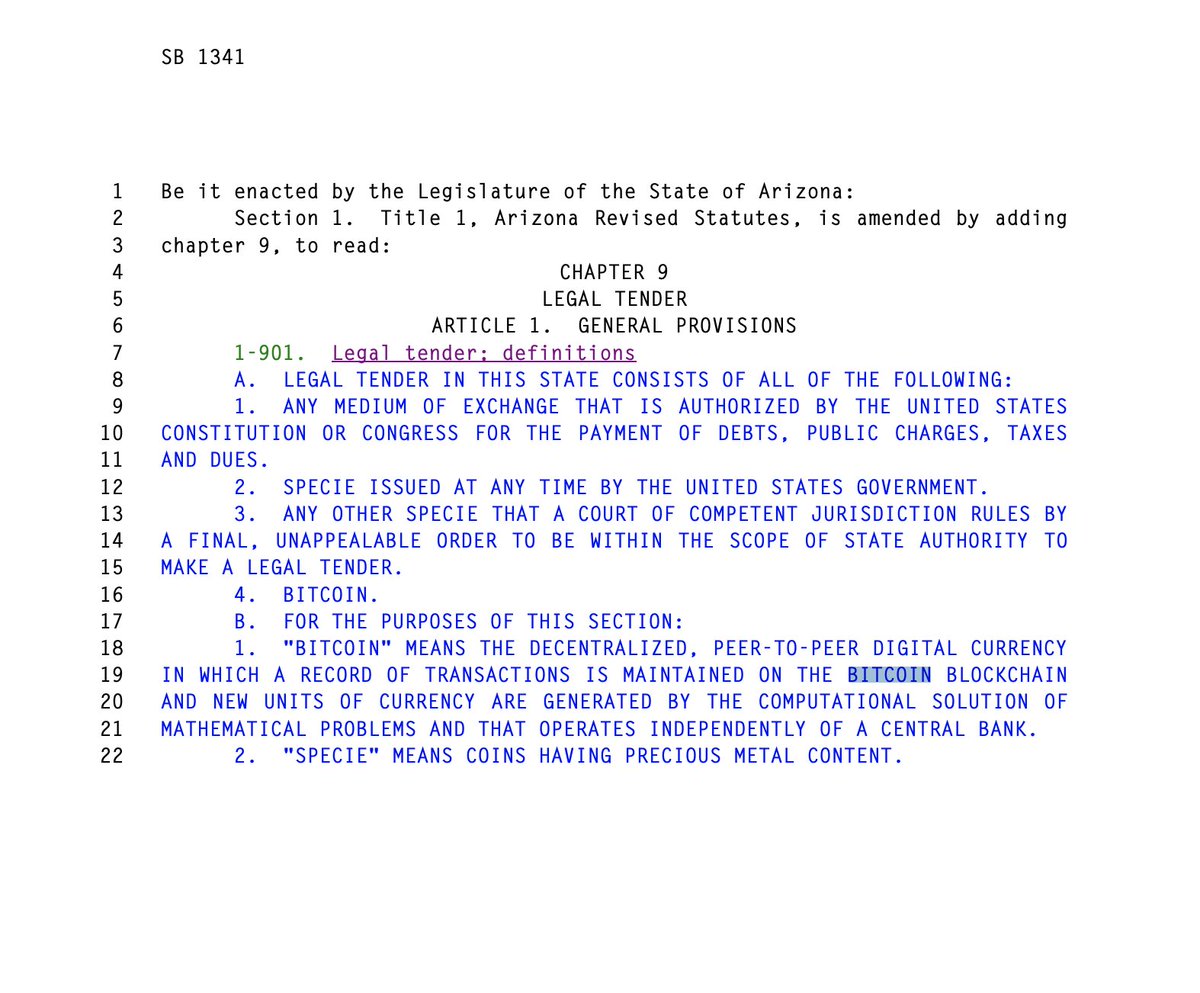 SB 1341
1 Be it enacted by the Legislature of the State of Arizona:
2 Section 1. Title 1, Arizona Revised Statutes, is amended by adding
3 chapter 9, to read:
4 CHAPTER 9
5 LEGAL TENDER
6 ARTICLE 1. GENERAL PROVISIONS
7 1-901. Legal tender; definitions
8 A. LEGAL TENDER IN THIS STATE CONSISTS OF ALL OF THE FOLLOWING:
9 1. ANY MEDIUM OF EXCHANGE THAT IS AUTHORIZED BY THE UNITED STATES
10 CONSTITUTION OR CONGRESS FOR THE PAYMENT OF DEBTS, PUBLIC CHARGES, TAXES
11 AND DUES.
12 2. SPECIE ISSUED AT ANY TIME BY THE UNITED STATES GOVERNMENT.
13 3. ANY OTHER SPECIE THAT A COURT OF COMPETENT JURISDICTION RULES BY
14 A FINAL, UNAPPEALABLE ORDER TO BE WITHIN THE SCOPE OF STATE AUTHORITY TO
15 MAKE A LEGAL TENDER.
16 4. BITCOIN.
17 B. FOR THE PURPOSES OF THIS SECTION:
18 1. "BITCOIN" MEANS THE DECENTRALIZED, PEER-TO-PEER DIGITAL CURRENCY
19 IN WHICH A RECORD OF TRANSACTIONS IS MAINTAINED ON THE BITCOIN BLOCKCHAIN
20 AND NEW UNITS OF CURRENCY ARE GENERATED BY THE COMPUTATIONAL SOLUTION OF
21 MATHEMATICAL PROBLEMS AND THAT OPERATES INDEPENDENTLY OF A CENTRAL BANK.
22 2. "SPECIE" MEANS COINS HAVING PRECIOUS METAL CONTENT.